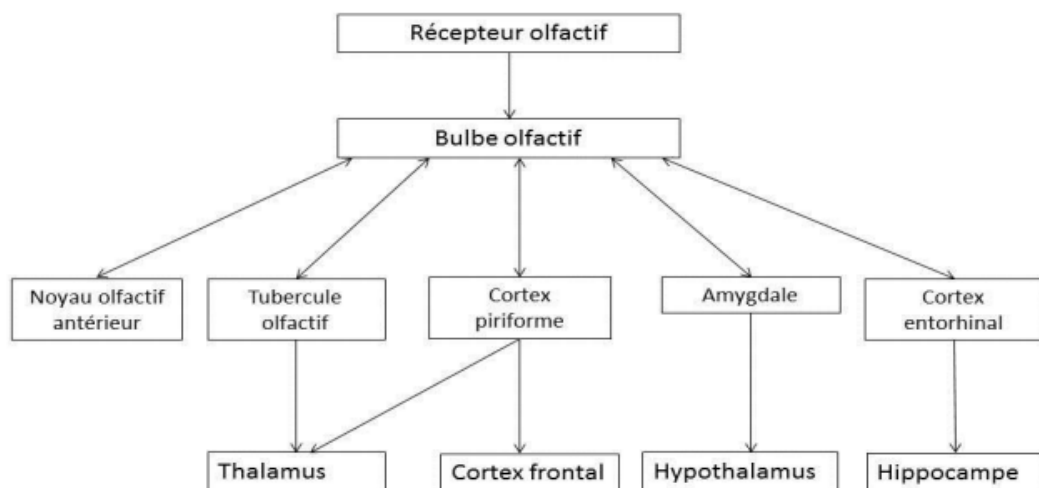 Récepteur olfactif
Bulbe olfactif
Noyau olfactif
antérieur
Tubercule
olfactif
Cortex
piriforme
Amygdale
Cortex
entorhinal
Thalamus
Cortex frontal
Hypothalamus
Hippocampe